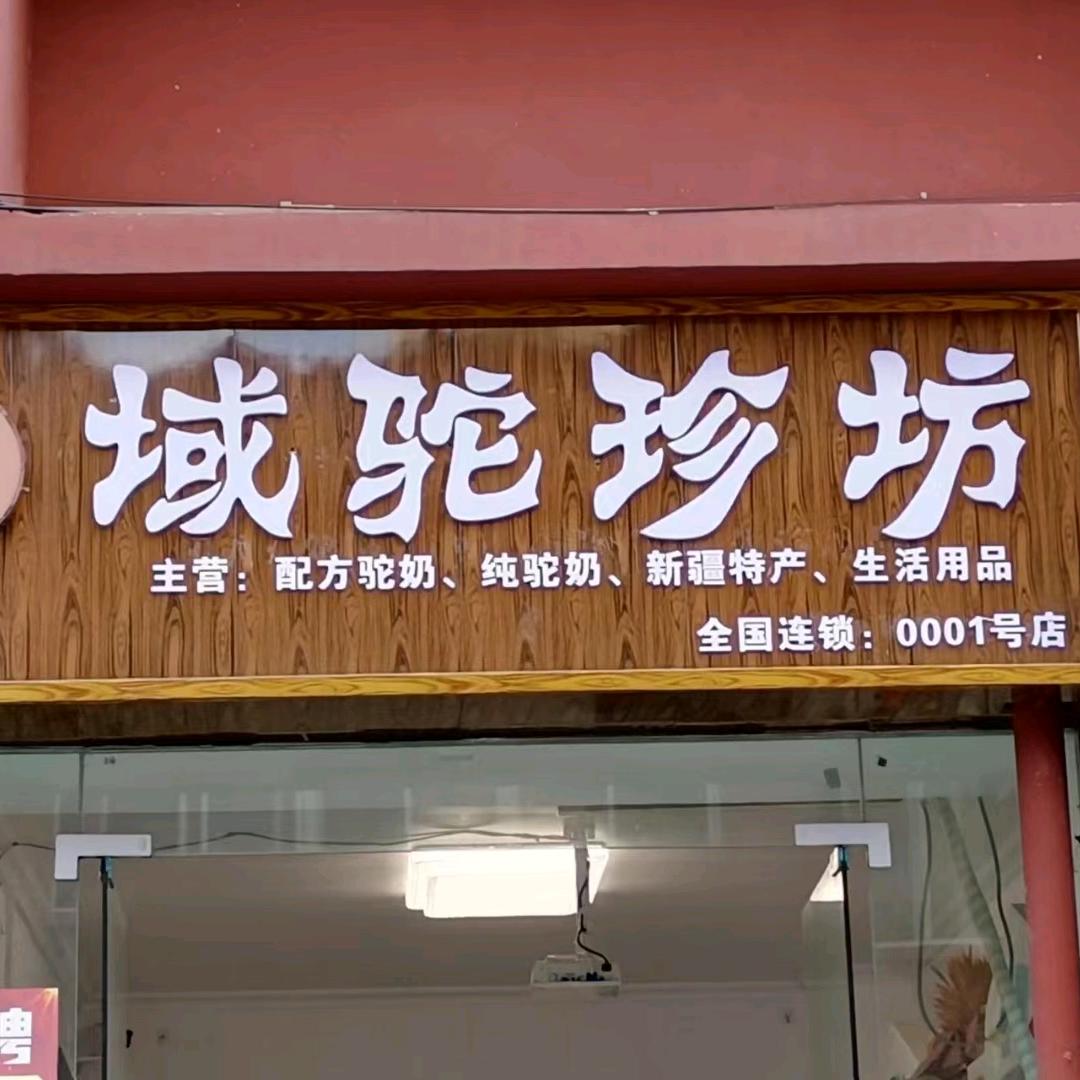 域驼珍坊
主营：配方驼奶、纯驼奶、新疆特产、生活用品
全国连锁：0001号店
聘